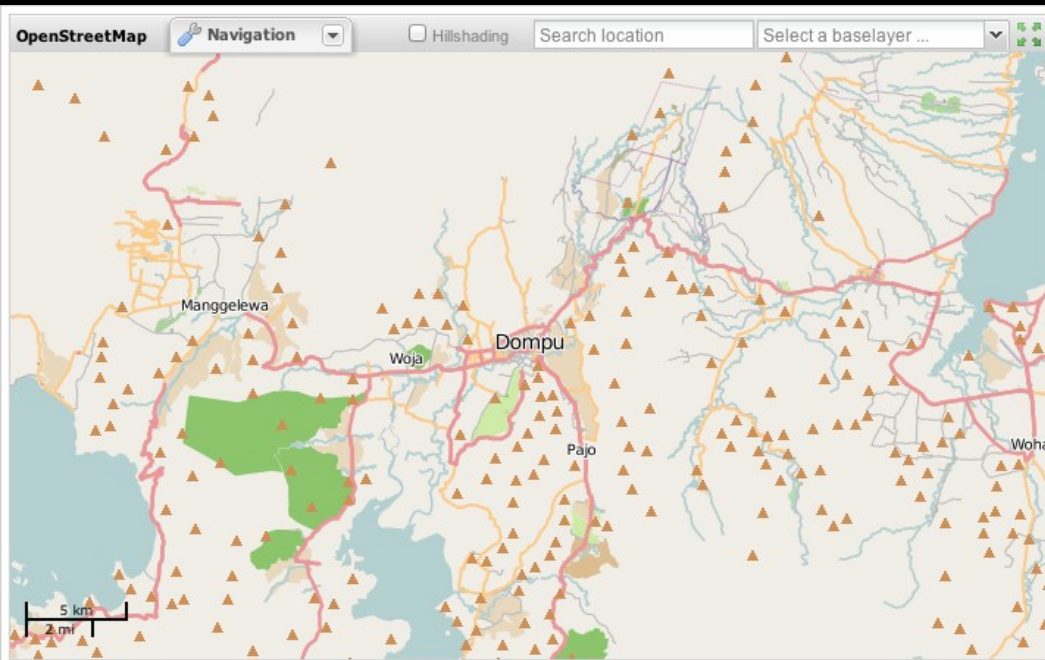 OpenStreetMap Navigation Hillshading Search location Select a baselayer ...
Manggelewa
Dompu
Woja
Pajo
Woha
5 km
2 mi